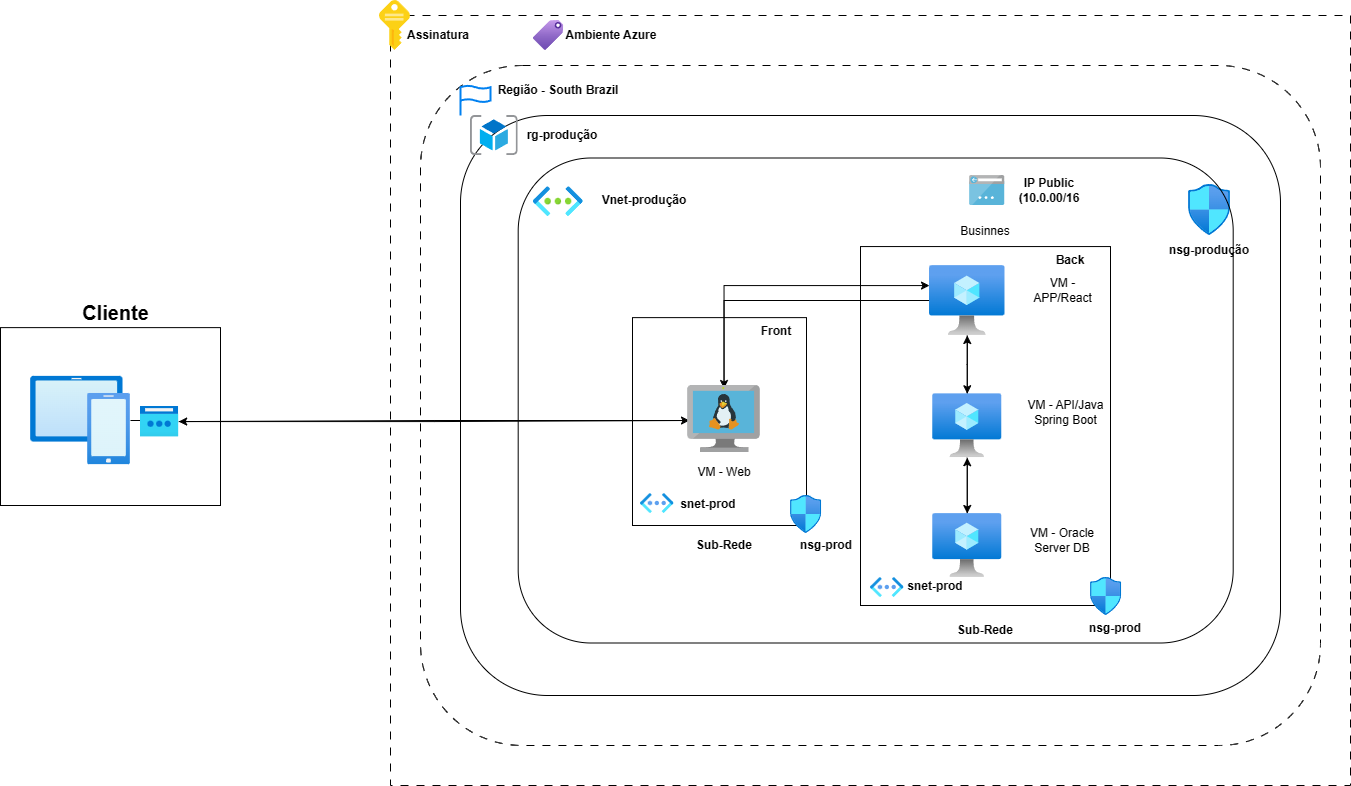 Assinatura
Ambiente Azure
Região - South Brazil
rg-produção
Vnet-produção
IP Public
(10.0.00/16
nsg-produção
Businnes
Back
VM -
APP/React
Cliente
Front
VM - API/Java
Spring Boot
VM - Web
snet-prod
nsg-prod
Sub-Rede
VM - Oracle
Server DB
snet-prod
nsg-prod
Sub-Rede